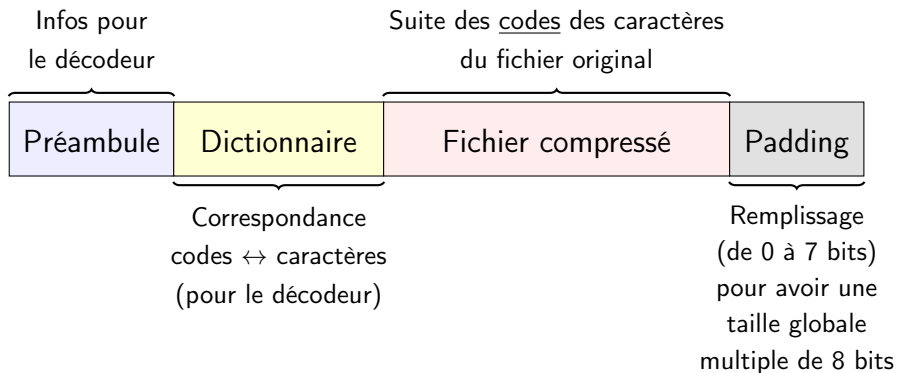 Infos pour
le décodeur
Suite des codes des caractères
du fichier original
Préambule
Dictionnaire
Fichier compressé
Padding
Correspondance
codes ↔ caractères
(pour le décodeur)
Remplissage
(de 0 à 7 bits)
pour avoir une
taille globale
multiple de 8 bits